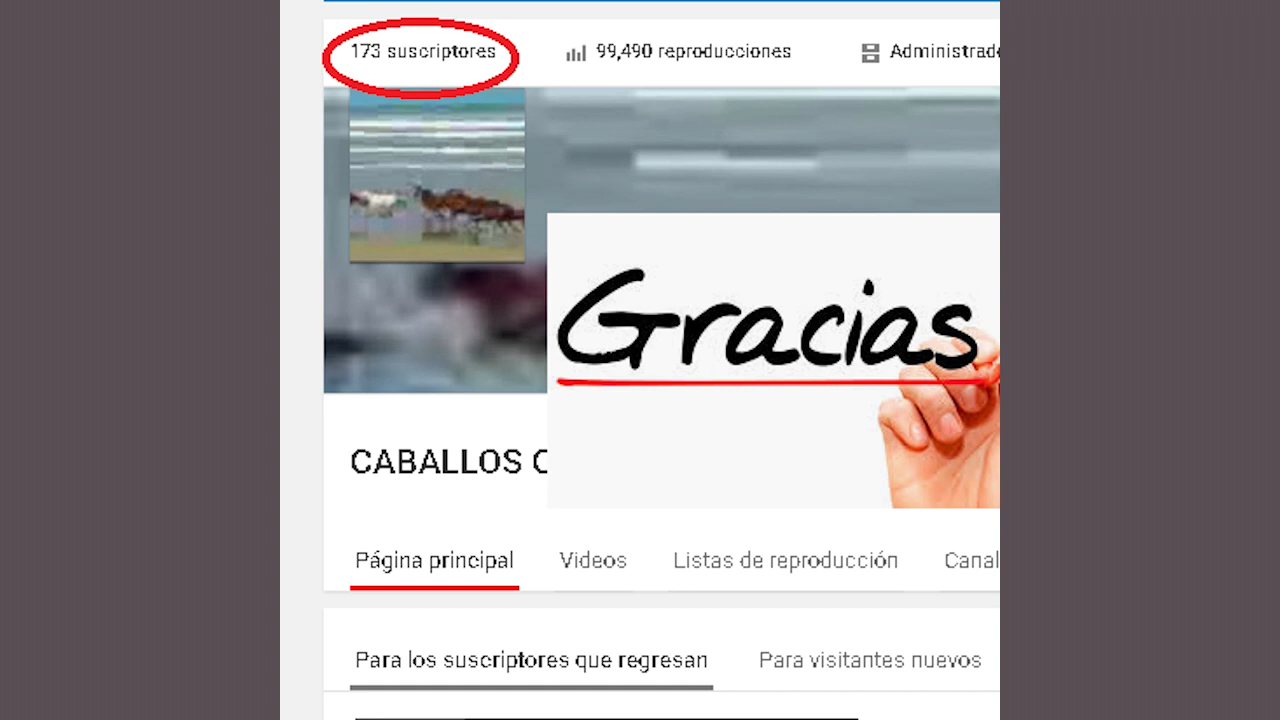 173 suscriptores
99,490 reproducciones
Gracias
CABALLOS
Página principal
Videos
Listas de reproducción
Canal
Para los suscriptores que regresan
Para visitantes nuevos